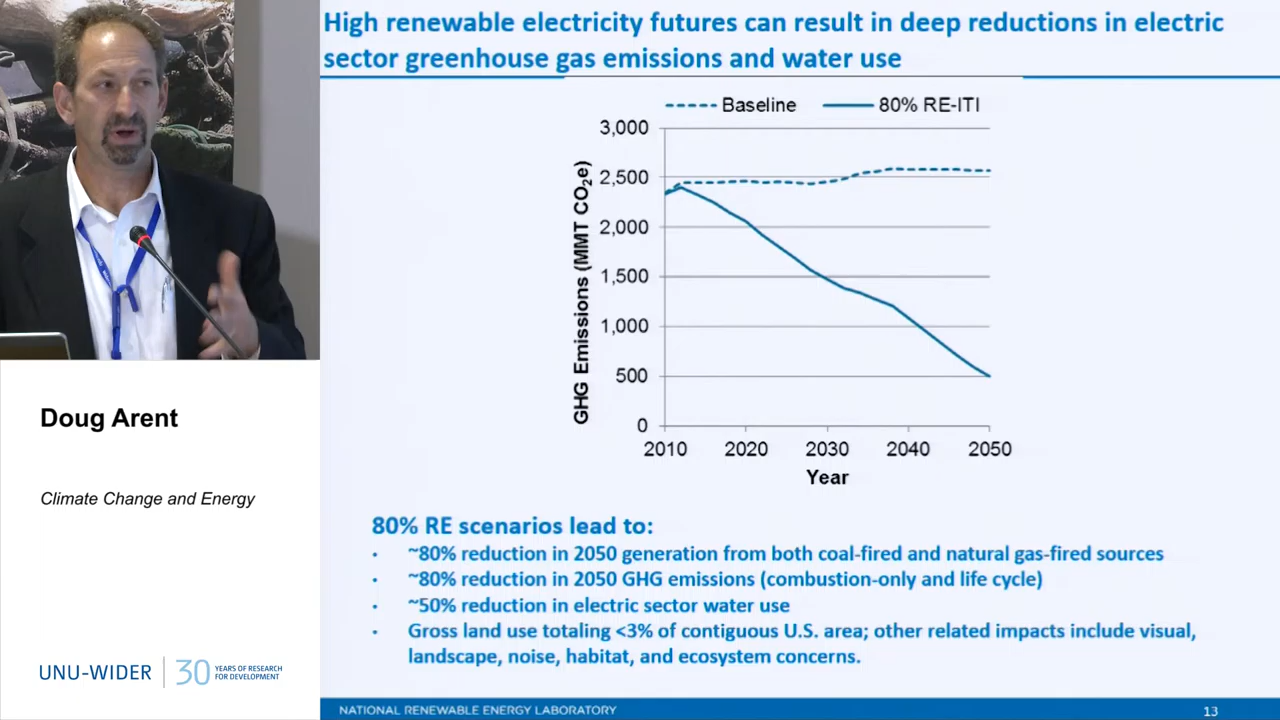 High renewable electricity futures can result in deep reductions in electric
sector greenhouse gas emissions and water use
Baseline
80% RE-ITI
GHG Emissions (MMT CO₂e)
3,000
2,500
2,000
1,500
1,000
500
0
2010 2020 2030 2040 2050
Year
80% RE scenarios lead to:
• ~80% reduction in 2050 generation from both coal-fired and natural gas-fired sources
• ~80% reduction in 2050 GHG emissions (combustion-only and life cycle)
• ~50% reduction in electric sector water use
• Gross land use totaling <3% of contiguous U.S. area; other related impacts include visual,
landscape, noise, habitat, and ecosystem concerns.
NATIONAL RENEWABLE ENERGY LABORATORY
13
Doug Arent
Climate Change and Energy
UNU-WIDER
30 YEARS OF RESEARCH
FOR DEVELOPMENT